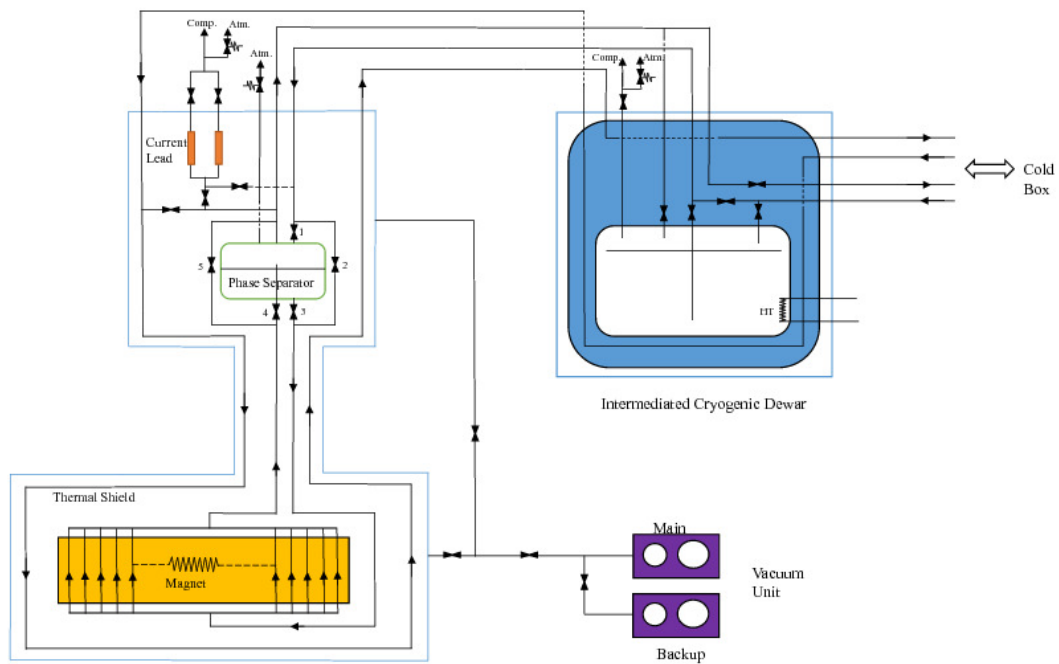 Comp.
Atm.
Atm.
Comp.
Atm.
Current
Lead
Cold
Box
1
5
2
Phase Separator
4
3
HT
Intermediated Cryogenic Dewar
Thermal Shield
Magnet
Main
Vacuum
Unit
Backup